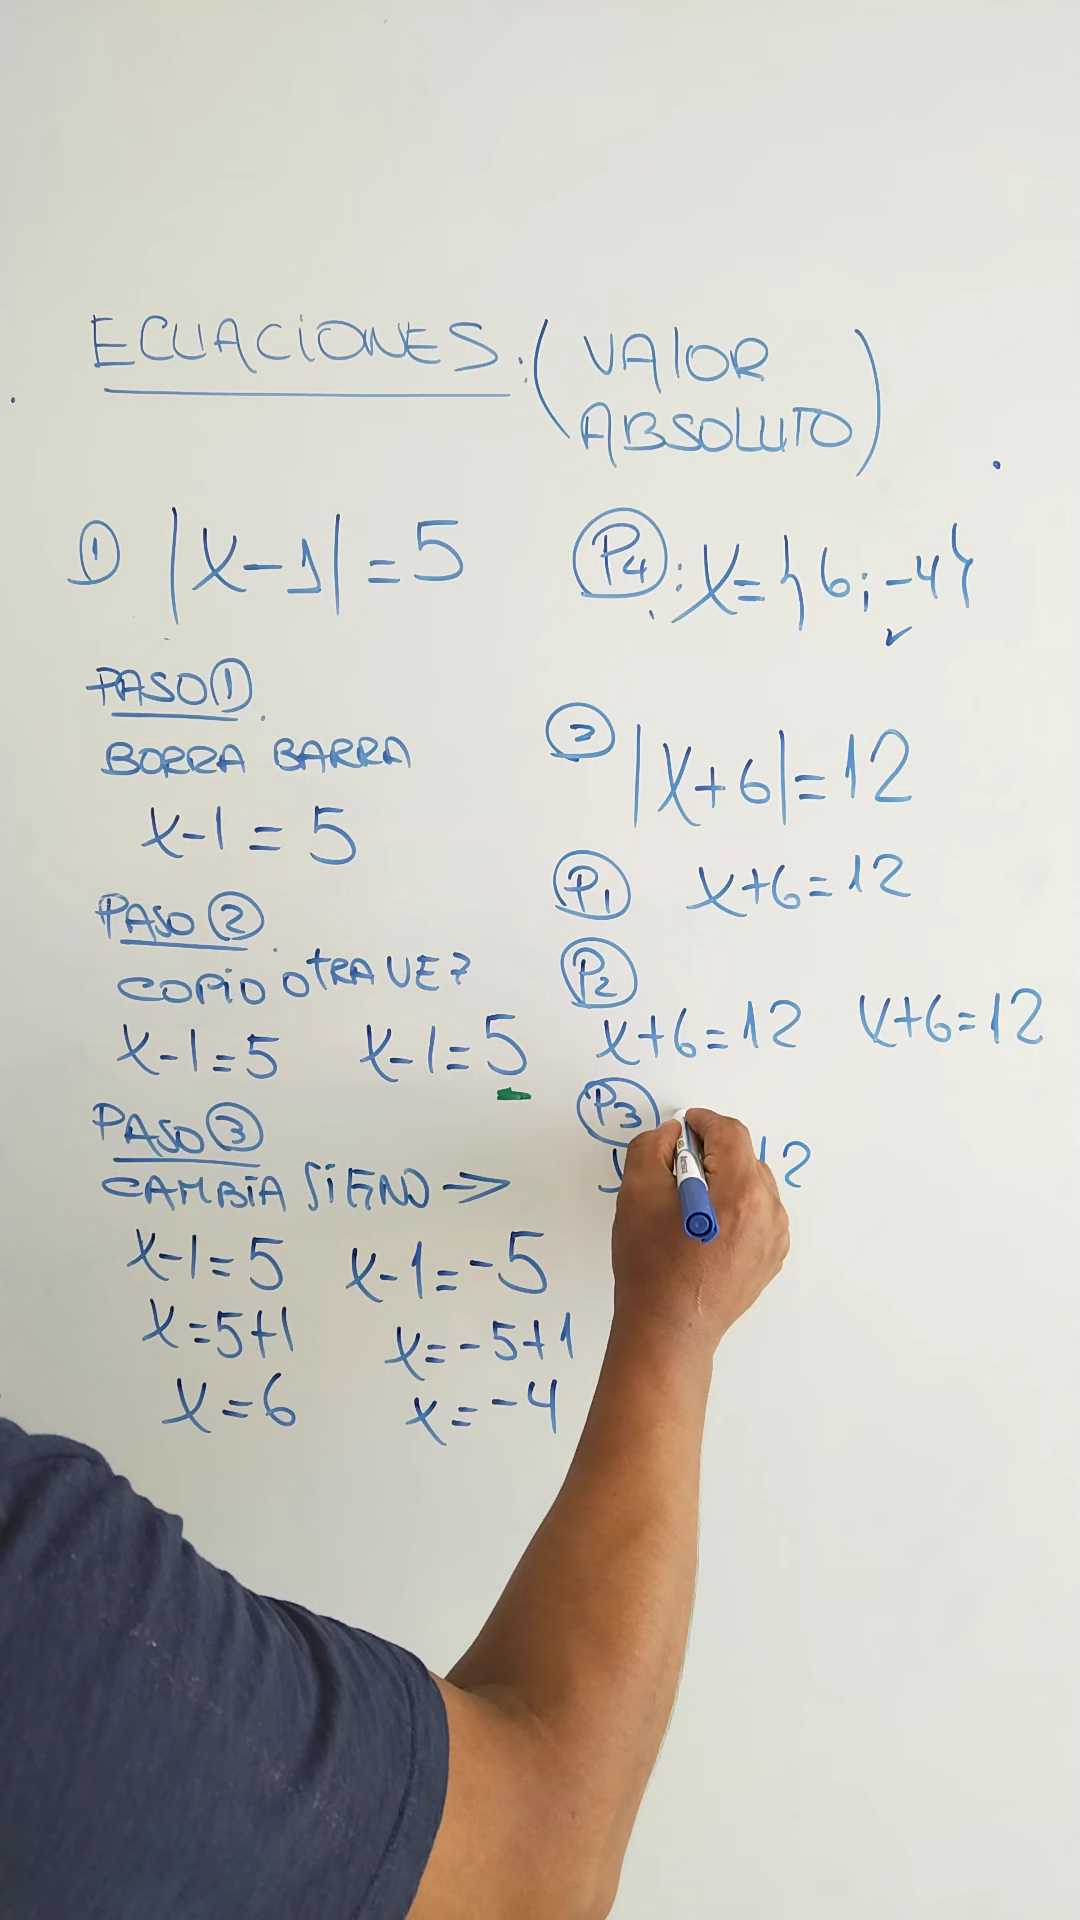 ECUACIONES: (VALOR
ABSOLUTO)
① |x-1| = 5
PASO ①
BORRA BARRA
x-1 = 5
PASO ②
COPIO OTRA VEZ
x-1=5 x-1=5
PASO ③
CAMBIA SIGNO →
x-1=5 x-1=-5
x=5+1 x=-5+1
x=6 x=-4
P4: x={6;-4}
✓
② |x+6|=12
P1 x+6=12
P2
x+6=12 x+6=12
P3
12